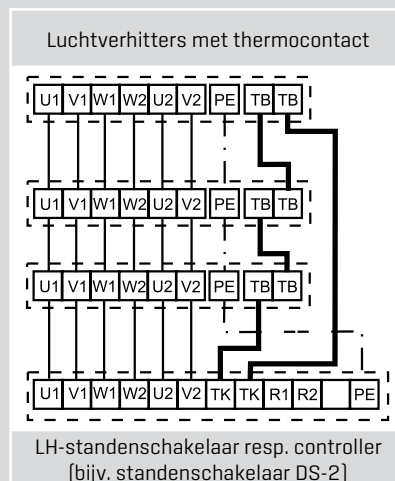 Luchtverhitters met thermocontact
U1 V1 W1 W2 U2 V2 PE TB TB
U1 V1 W1 W2 U2 V2 PE TB TB
U1 V1 W1 W2 U2 V2 PE TB TB
U1 V1 W1 W2 U2 V2 TK TK R1 R2 PE
LH-standenschakelaar resp. controller
(bijv. standenschakelaar DS-2)